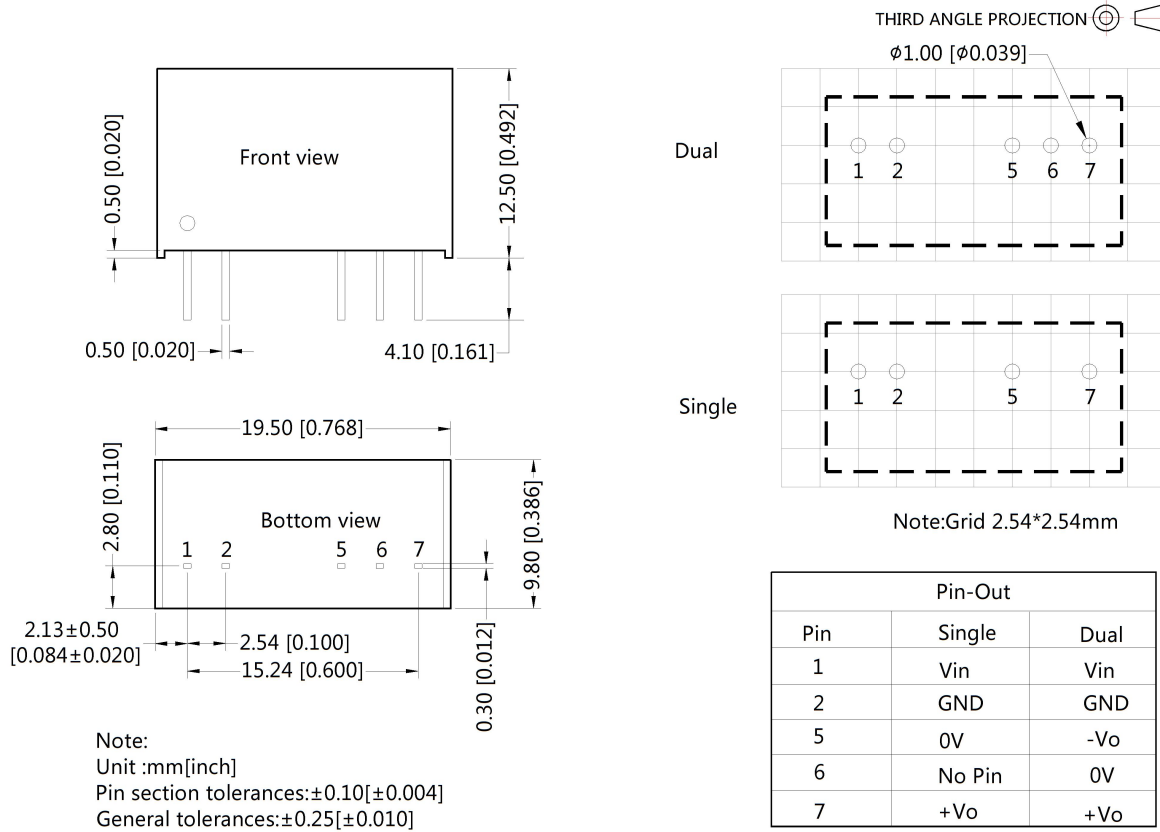 THIRD ANGLE PROJECTION
ϕ1.00 [ϕ0.039]
0.50 [0.020]
Front view
12.50 [0.492]
0.50 [0.020]
4.10 [0.161]
Dual
1 2 5 6 7
Single
1 2 5 7
Note:Grid 2.54*2.54mm
19.50 [0.768]
2.80 [0.110]
Bottom view
1 2 5 6 7
9.80 [0.386]
2.13±0.50
[0.084±0.020]
2.54 [0.100]
15.24 [0.600]
0.30 [0.012]
Note:
Unit :mm[inch]
Pin section tolerances:±0.10[±0.004]
General tolerances:±0.25[±0.010]
Pin-Out
Pin Single Dual
1 Vin Vin
2 GND GND
5 0V -Vo
6 No Pin 0V
7 +Vo +Vo